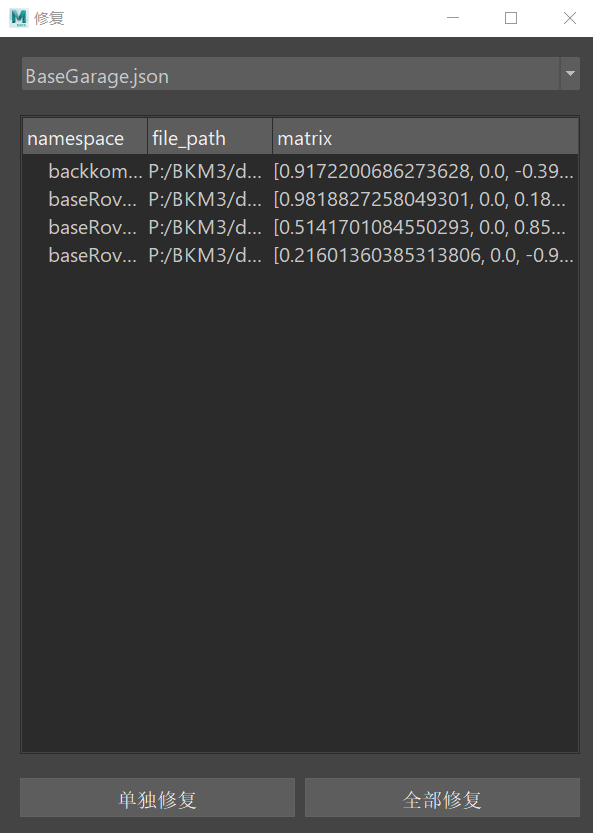 修复
BaseGarage.json
namespace file_path matrix
backkom... P:/BKM3/d... [0.9172200686273628, 0.0, -0.39...
baseRov... P:/BKM3/d... [0.9818827258049301, 0.0, 0.18...
baseRov... P:/BKM3/d... [0.5141701084550293, 0.0, 0.85...
baseRov... P:/BKM3/d... [0.21601360385313806, 0.0, -0.9...
单独修复 全部修复